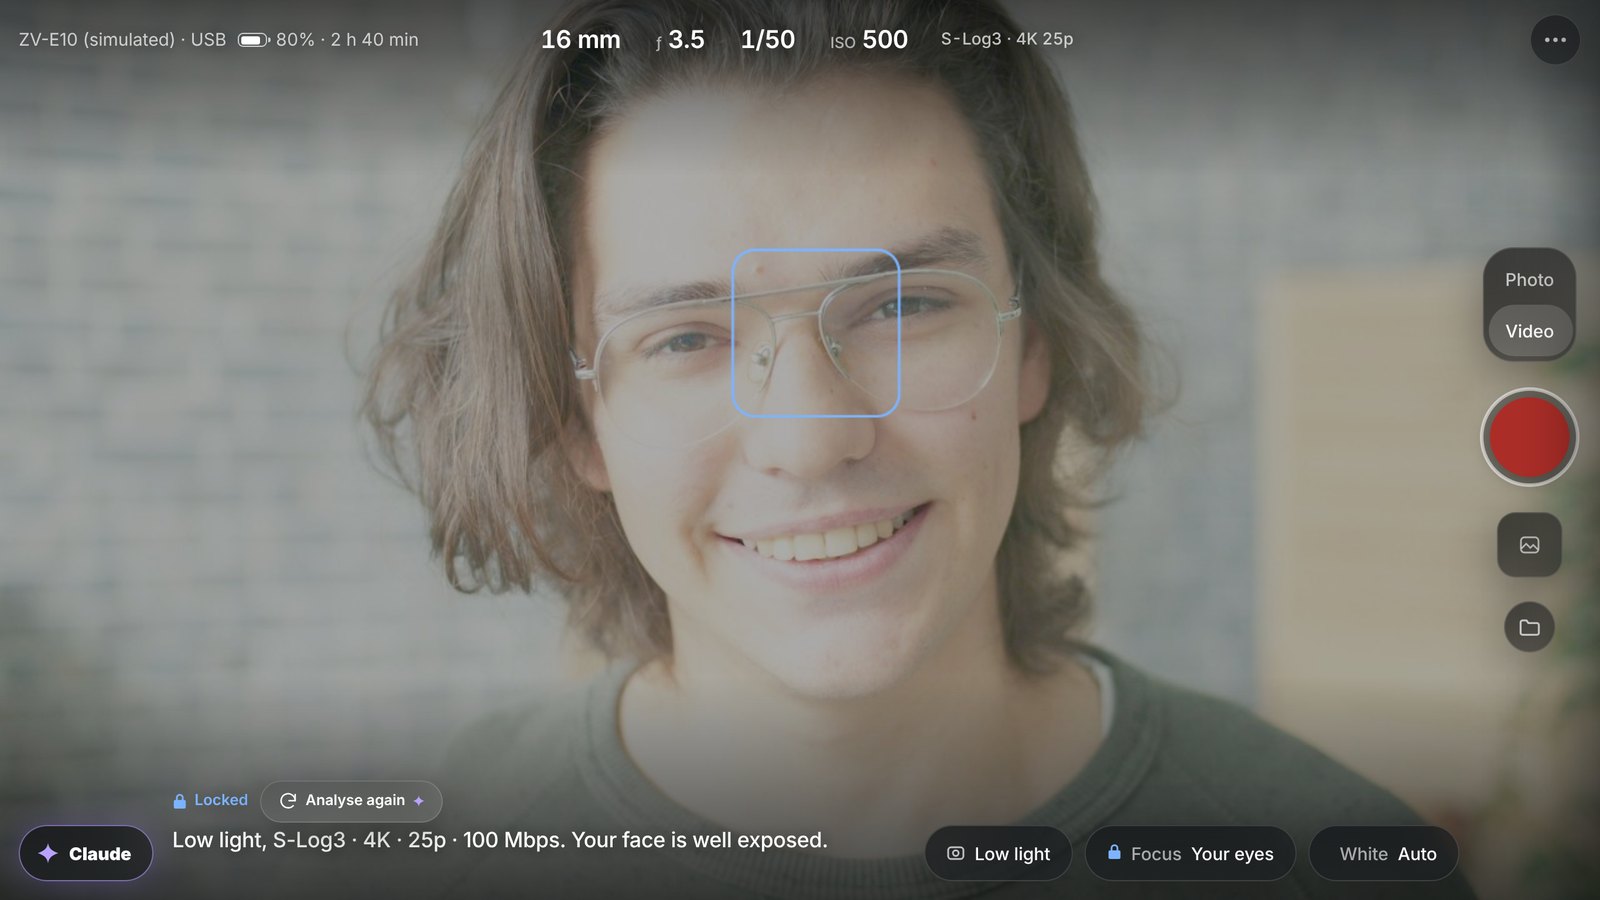 ZV-E10 (simulated) · USB 80% · 2 h 40 min
16 mm ƒ 3.5 1/50 ISO 500 S-Log3 · 4K 25p
Photo
Video
Locked Analyse again
Claude
Low light, S-Log3 · 4K · 25p · 100 Mbps. Your face is well exposed.
Low light
Focus Your eyes
White Auto